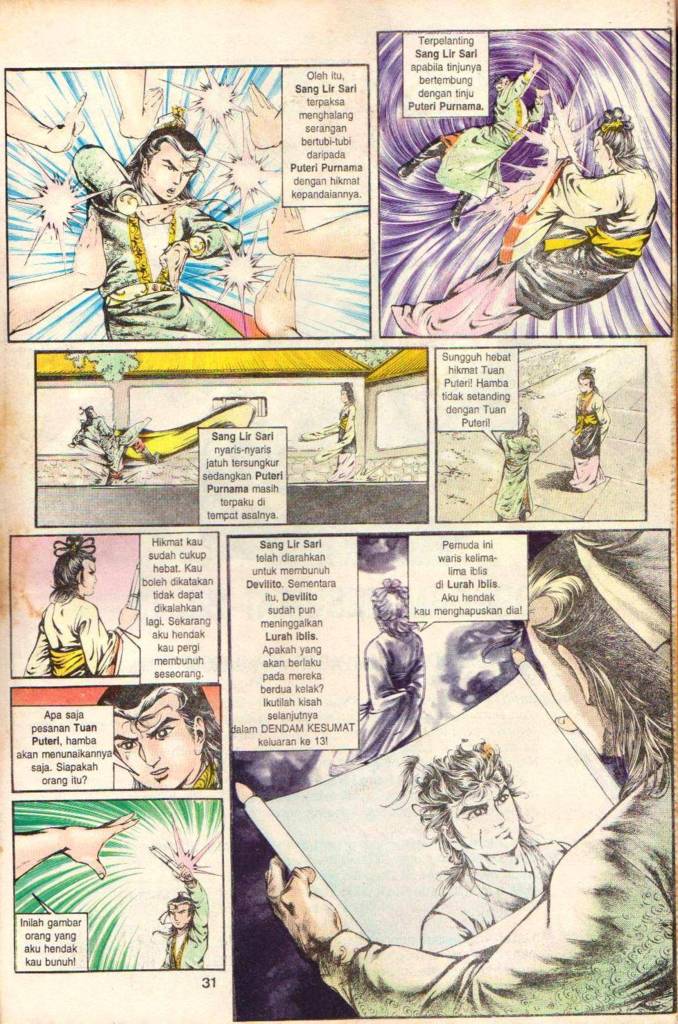 Oleh itu,
Sang Lir Sari
terpaksa
menghalang
serangan
bertubi-tubi
daripada
Puteri Purnama
dengan hikmat
kepandaiannya.
Terpelanting
Sang Lir Sari
apabila tinjunya
bertembung
dengan tinju
Puteri Purnama.
Sang Lir Sari
nyaris-nyaris
jatuh tersungkur
sedangkan Puteri
Purnama masih
terpaku di
tempat asalnya.
Sungguh hebat
hikmat Tuan
Puteri! Hamba
tidak setanding
dengan Tuan
Puteri!
Hikmat kau
sudah cukup
hebat. Kau
boleh dikatakan
tidak dapat
dikalahkan
lagi. Sekarang
aku hendak
kau pergi
membunuh
seseorang.
Apa saja
pesanan Tuan
Puteri, hamba
akan menunaikannya
saja. Siapakah
orang itu?
Inilah gambar
orang yang
aku hendak
kau bunuh!
Sang Lir Sari
telah diarahkan
untuk membunuh
Devilito. Sementara
itu, Devilito
sudah pun
meninggalkan
Lurah Iblis.
Apakah yang
akan berlaku
pada mereka
berdua kelak?
Ikutilah kisah
selanjutnya
dalam DENDAM KESUMAT
keluaran ke 13!
Pemuda ini
waris kelima-
lima iblis
di Lurah Iblis.
Aku hendak
kau menghapuskan dia!
31